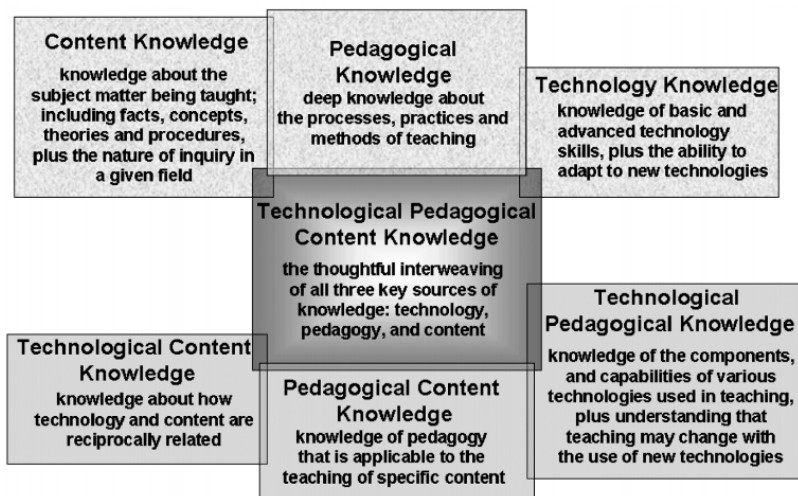 Content Knowledge
knowledge about the
subject matter being taught;
including facts, concepts,
theories and procedures,
plus the nature of inquiry in
a given field
Pedagogical
Knowledge
deep knowledge about
the processes, practices and
methods of teaching
Technology Knowledge
knowledge of basic and
advanced technology
skills, plus the ability to
adapt to new technologies
Technological Pedagogical
Content Knowledge
the thoughtful interweaving
of all three key sources of
knowledge: technology,
pedagogy, and content
Technological Content
Knowledge
knowledge about how
technology and content are
reciprocally related
Pedagogical Content
Knowledge
knowledge of pedagogy
that is applicable to the
teaching of specific content
Technological
Pedagogical Knowledge
knowledge of the components,
and capabilities of various
technologies used in teaching,
plus understanding that
teaching may change with
the use of new technologies